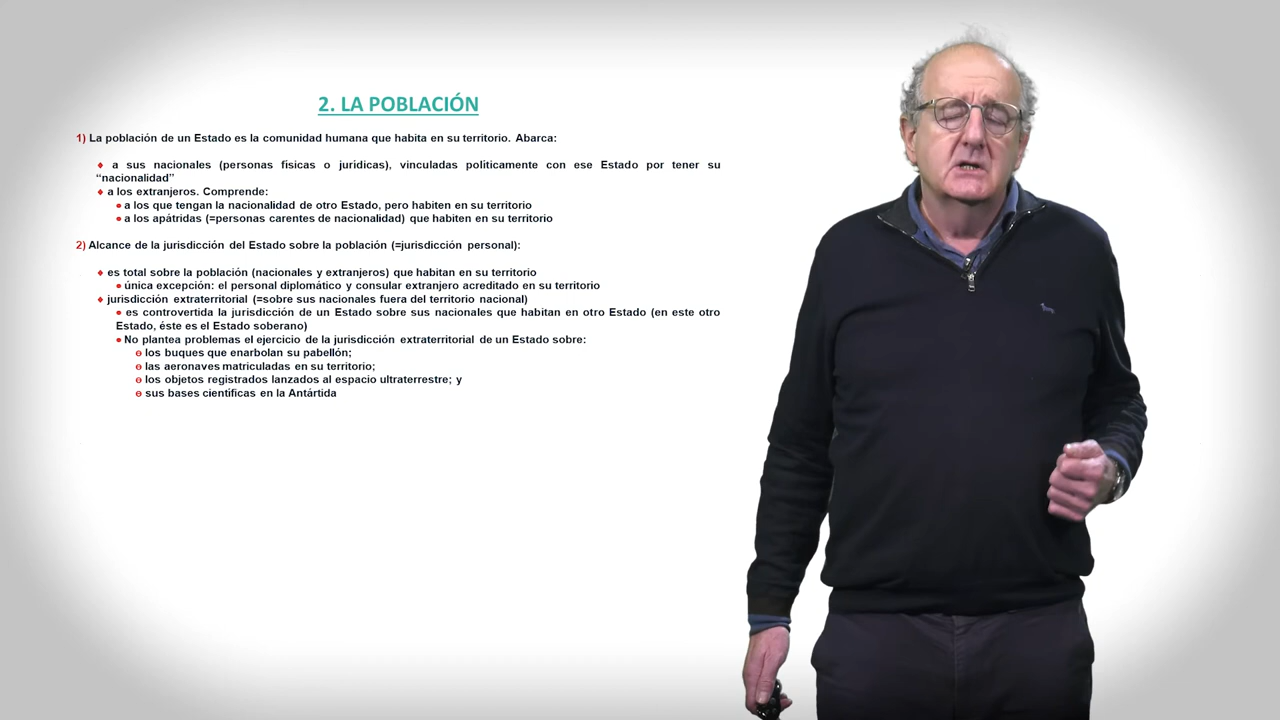 2. LA POBLACIÓN
1) La población de un Estado es la comunidad humana que habita en su territorio. Abarca:
♦ a sus nacionales (personas físicas o jurídicas), vinculadas políticamente con ese Estado por tener su
“nacionalidad”
♦ a los extranjeros. Comprende:
● a los que tengan la nacionalidad de otro Estado, pero habiten en su territorio
● a los apátridas (=personas carentes de nacionalidad) que habiten en su territorio
2) Alcance de la jurisdicción del Estado sobre la población (=jurisdicción personal):
♦ es total sobre la población (nacionales y extranjeros) que habitan en su territorio
● única excepción: el personal diplomático y consular extranjero acreditado en su territorio
♦ jurisdicción extraterritorial (=sobre sus nacionales fuera del territorio nacional)
● es controvertida la jurisdicción de un Estado sobre sus nacionales que habitan en otro Estado (en este otro
Estado, éste es el Estado soberano)
● No plantea problemas el ejercicio de la jurisdicción extraterritorial de un Estado sobre:
⊖ los buques que enarbolan su pabellón;
⊖ las aeronaves matriculadas en su territorio;
⊖ los objetos registrados lanzados al espacio ultraterrestre; y
⊖ sus bases científicas en la Antártida